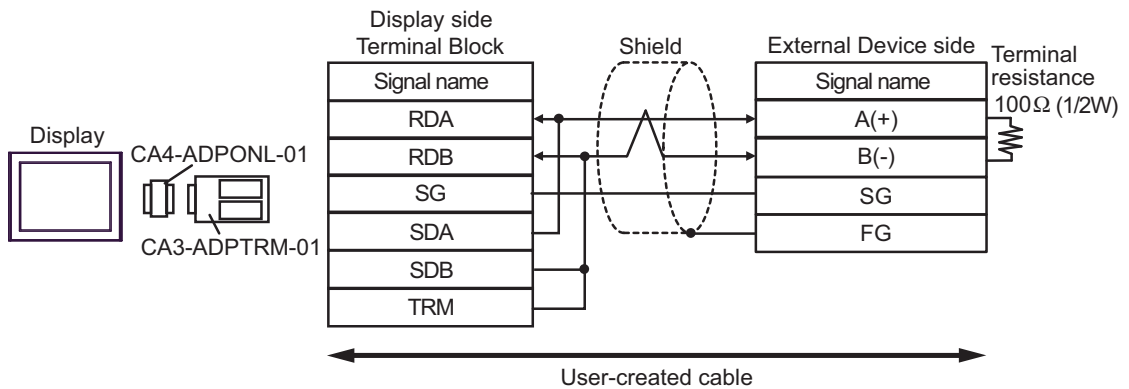 Display
CA4-ADPONL-01
CA3-ADPTRM-01
Display side
Terminal Block
Signal name
RDA
RDB
SG
SDA
SDB
TRM
Shield
External Device side
Signal name
A(+)
B(-)
SG
FG
Terminal
resistance
100Ω (1/2W)
User-created cable